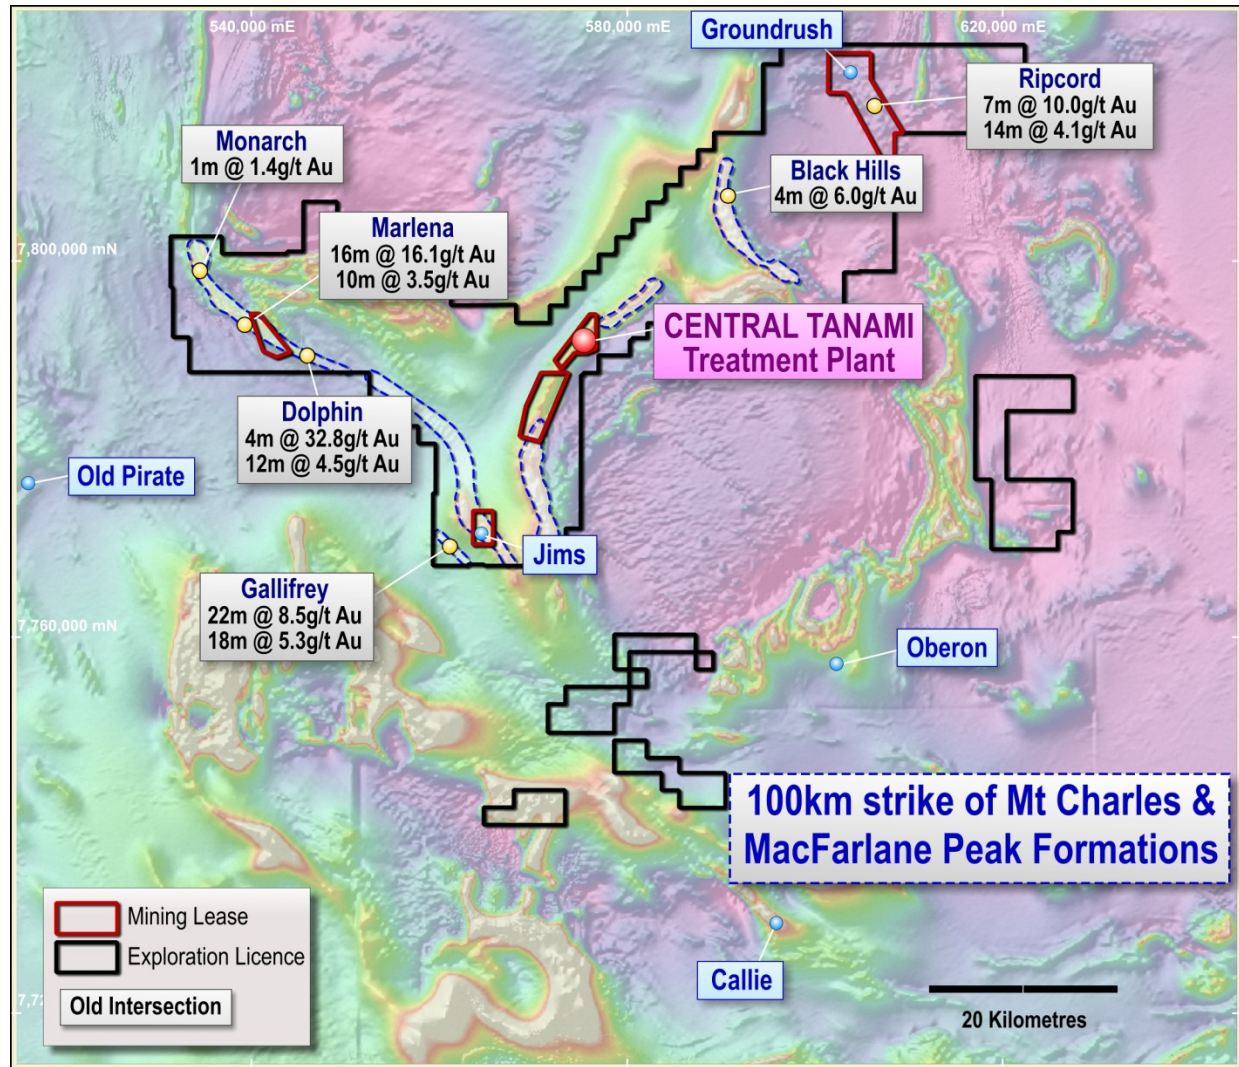 540,000 mE
580,000 mE
620,000 mE
Groundrush
Ripcord
7m @ 10.0g/t Au
14m @ 4.1g/t Au
Monarch
1m @ 1.4g/t Au
Black Hills
4m @ 6.0g/t Au
Marlena
16m @ 16.1g/t Au
10m @ 3.5g/t Au
7,800,000 mN
CENTRAL TANAMI
Treatment Plant
Dolphin
4m @ 32.8g/t Au
12m @ 4.5g/t Au
Old Pirate
Jims
Gallifrey
22m @ 8.5g/t Au
18m @ 5.3g/t Au
7,760,000 mN
Oberon
100km strike of Mt Charles &
MacFarlane Peak Formations
Mining Lease
Exploration Licence
Old Intersection
Callie
20 Kilometres
7,72